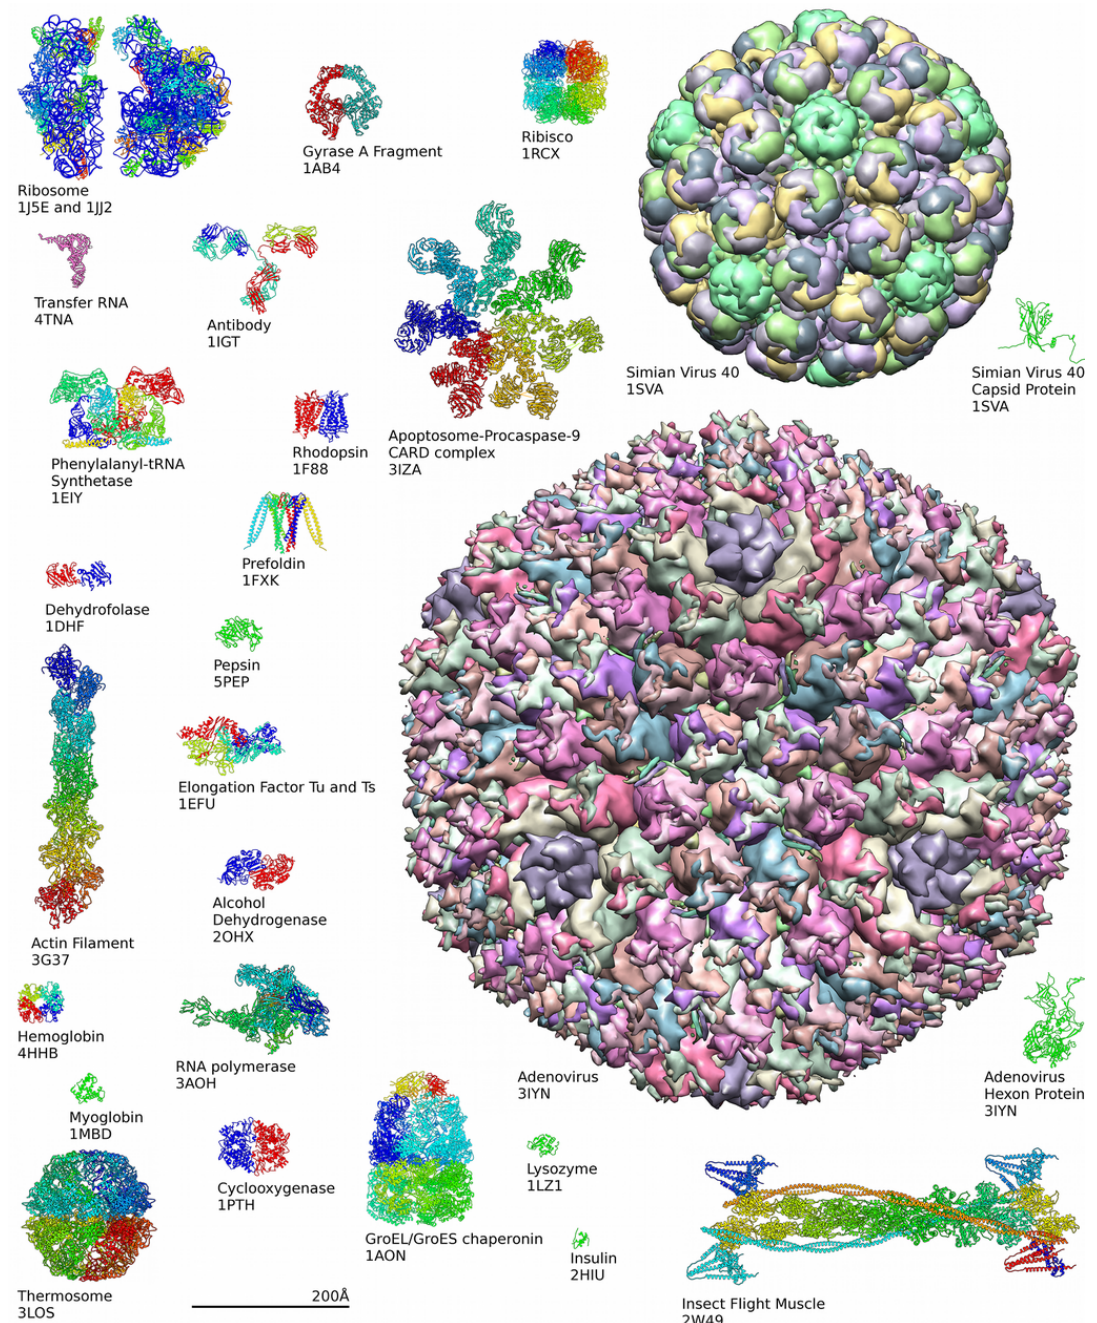 Ribosome
1J5E and 1JJ2
Gyrase A Fragment
1AB4
Ribisco
1RCX
Transfer RNA
4TNA
Antibody
1IGT
Simian Virus 40
1SVA
Simian Virus 40
Capsid Protein
1SVA
Phenylalanyl-tRNA
Synthetase
1EIY
Rhodopsin
1F88
Apoptosome-Procaspase-9
CARD complex
3IZA
Prefoldin
1FXK
Dehydrofolase
1DHF
Pepsin
5PEP
Elongation Factor Tu and Ts
1EFU
Alcohol
Dehydrogenase
2OHX
Actin Filament
3G37
Hemoglobin
4HHB
RNA polymerase
3AOH
Adenovirus
3IYN
Adenovirus
Hexon Protein
3IYN
Myoglobin
1MBD
Cyclooxygenase
1PTH
GroEL/GroES chaperonin
1AON
Lysozyme
1LZ1
Insulin
2HIU
Thermosome
3LOS
200Å
Insect Flight Muscle
2W49